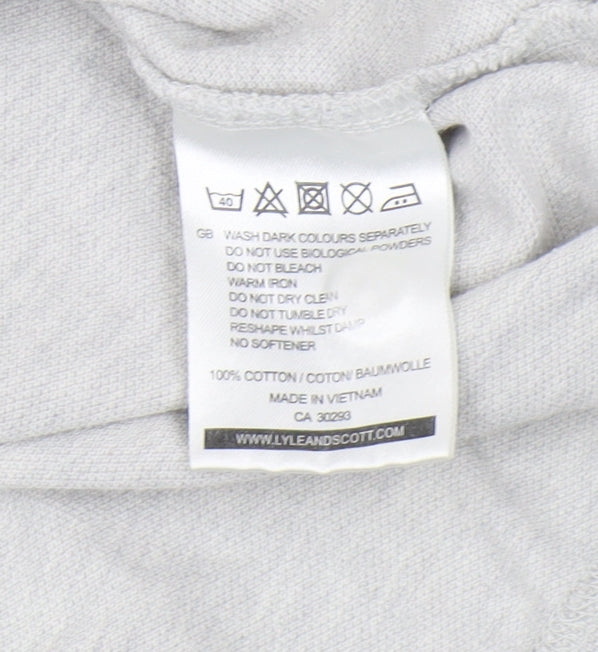 40
GB WASH DARK COLOURS SEPARATELY
DO NOT USE BIOLOGICAL POWDERS
DO NOT BLEACH
WARM IRON
DO NOT DRY CLEAN
DO NOT TUMBLE DRY
RESHAPE WHILST DAMP
NO SOFTENER
100% COTTON / COTON/ BAUMWOLLE
MADE IN VIETNAM
CA 30293
WWW.LYLEANDSCOTT.COM